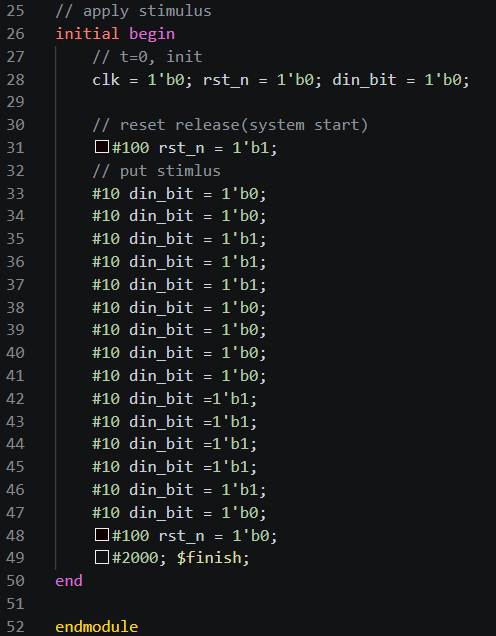 25 // apply stimulus
26 initial begin
27 // t=0, init
28 clk = 1'b0; rst_n = 1'b0; din_bit = 1'b0;
29
30 // reset release(system start)
31 #100 rst_n = 1'b1;
32 // put stimlus
33 #10 din_bit = 1'b0;
34 #10 din_bit = 1'b0;
35 #10 din_bit = 1'b1;
36 #10 din_bit = 1'b1;
37 #10 din_bit = 1'b1;
38 #10 din_bit = 1'b0;
39 #10 din_bit = 1'b0;
40 #10 din_bit = 1'b0;
41 #10 din_bit = 1'b0;
42 #10 din_bit =1'b1;
43 #10 din_bit =1'b1;
44 #10 din_bit =1'b1;
45 #10 din_bit =1'b1;
46 #10 din_bit = 1'b1;
47 #10 din_bit = 1'b0;
48 #100 rst_n = 1'b0;
49 #2000; $finish;
50 end
51
52 endmodule